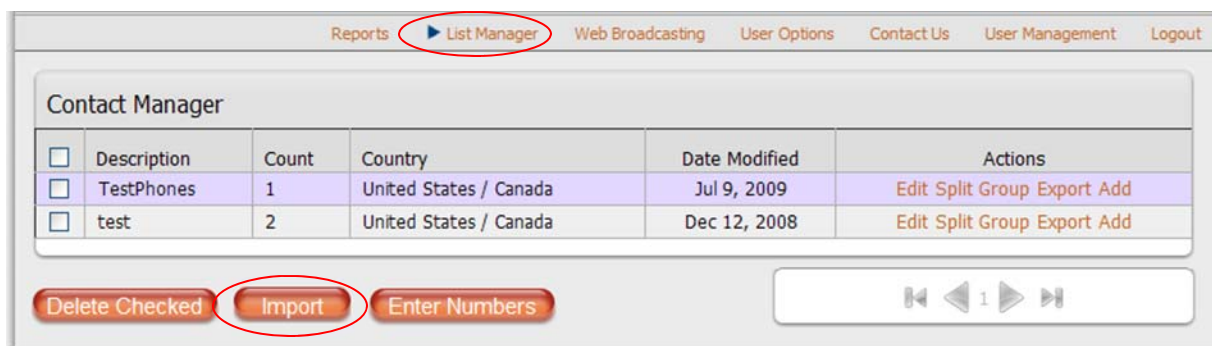 Reports List Manager Web Broadcasting User Options Contact Us User Management Logout
Contact Manager
Description Count Country Date Modified Actions
TestPhones 1 United States / Canada Jul 9, 2009 Edit Split Group Export Add
test 2 United States / Canada Dec 12, 2008 Edit Split Group Export Add
Delete Checked Import Enter Numbers 1